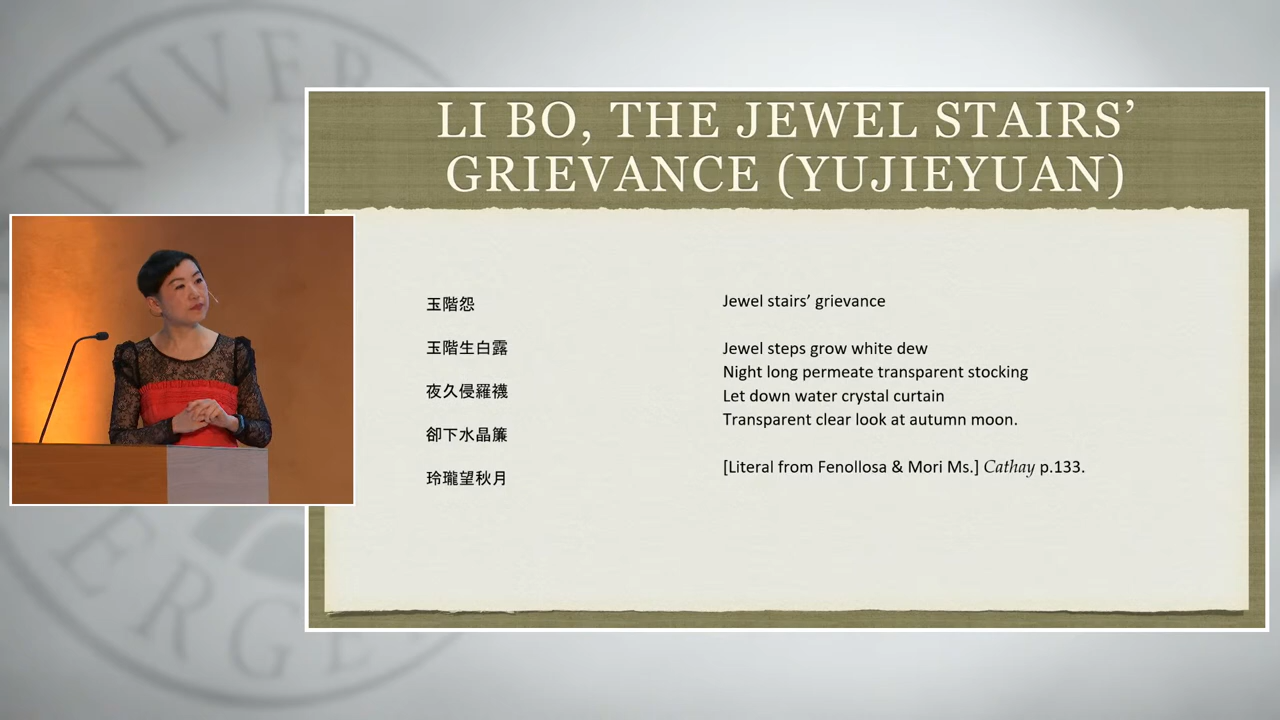 NIVER
ERGE
LI BO, THE JEWEL STAIRS’
GRIEVANCE (YUJIEYUAN)
玉階怨
玉階生白露
夜久侵羅襪
卻下水晶簾
玲瓏望秋月
Jewel stairs’ grievance
Jewel steps grow white dew
Night long permeate transparent stocking
Let down water crystal curtain
Transparent clear look at autumn moon.
[Literal from Fenollosa & Mori Ms.] Cathay p.133.